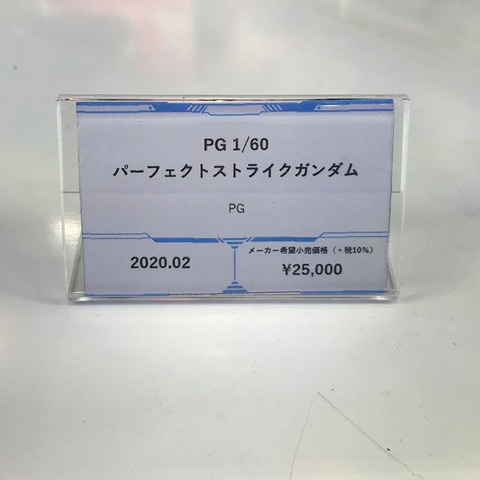 PG 1/60
パーフェクトストライクガンダム
PG
2020.02
メーカー希望小売価格（＋税10%）
¥25,000